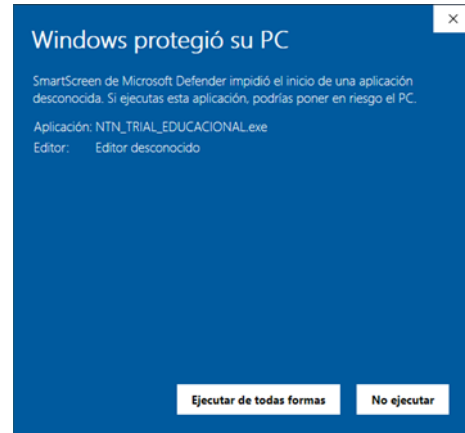 Windows protegió su PC
SmartScreen de Microsoft Defender impidió el inicio de una aplicación
desconocida. Si ejecutas esta aplicación, podrías poner en riesgo el PC.
Aplicación: NTN_TRIAL_EDUCACIONAL.exe
Editor: Editor desconocido
Ejecutar de todas formas No ejecutar